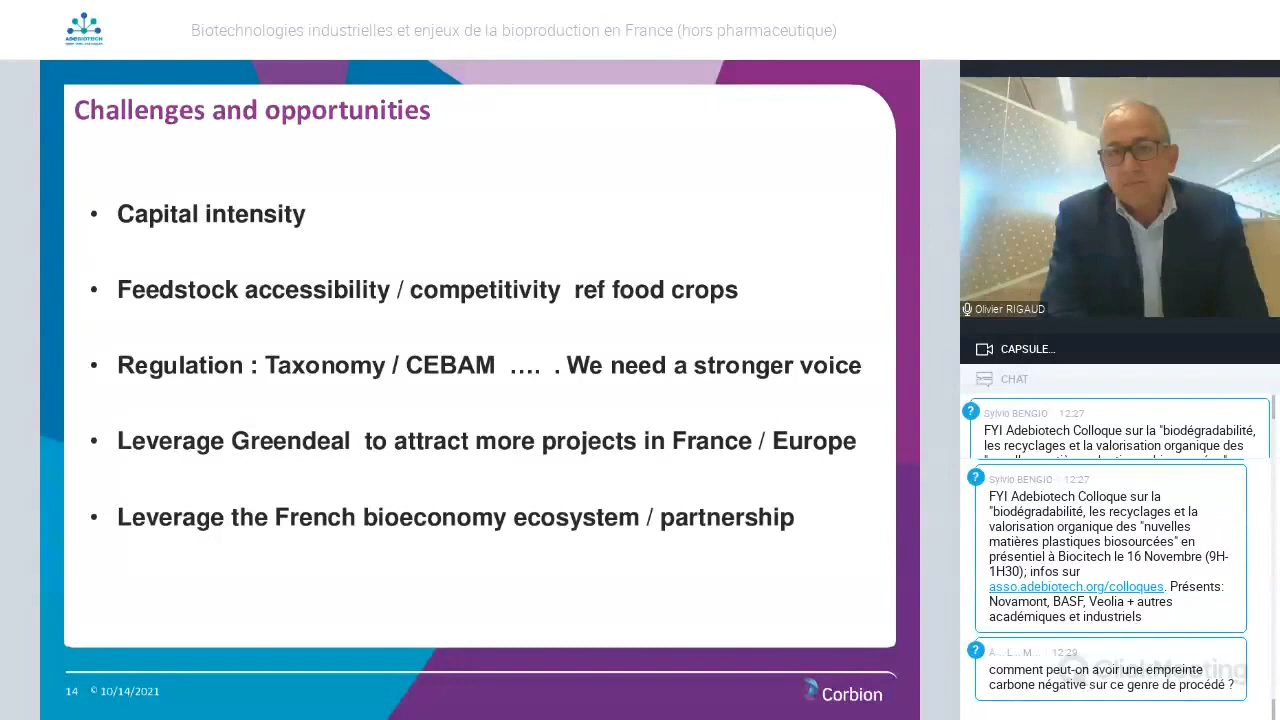 ADEBIOTECH
Biotechnologies industrielles et enjeux de la bioproduction en France (hors pharmaceutique)
Challenges and opportunities
• Capital intensity
• Feedstock accessibility / competitivity ref food crops
• Regulation : Taxonomy / CEBAM …. . We need a stronger voice
• Leverage Greendeal to attract more projects in France / Europe
• Leverage the French bioeconomy ecosystem / partnership
14 © 10/14/2021
Corbion
Olivier RIGAUD
CAPSULE...
CHAT
? Sylvio BENGIO 12:27
FYI Adebiotech Colloque sur la "biodégradabilité,
les recyclages et la valorisation organique des
? Sylvio BENGIO 12:27
FYI Adebiotech Colloque sur la
"biodégradabilité, les recyclages et la
valorisation organique des "nuvelles
matières plastiques biosourcées" en
présentiel à Biocitech le 16 Novembre (9H-
1H30); infos sur
asso.adebiotech.org/colloques. Présents:
Novamont, BASF, Veolia + autres
académiques et industriels
? A... L... M... 12:29
comment peut-on avoir une empreinte
carbone négative sur ce genre de procédé ?
ClickMeeting